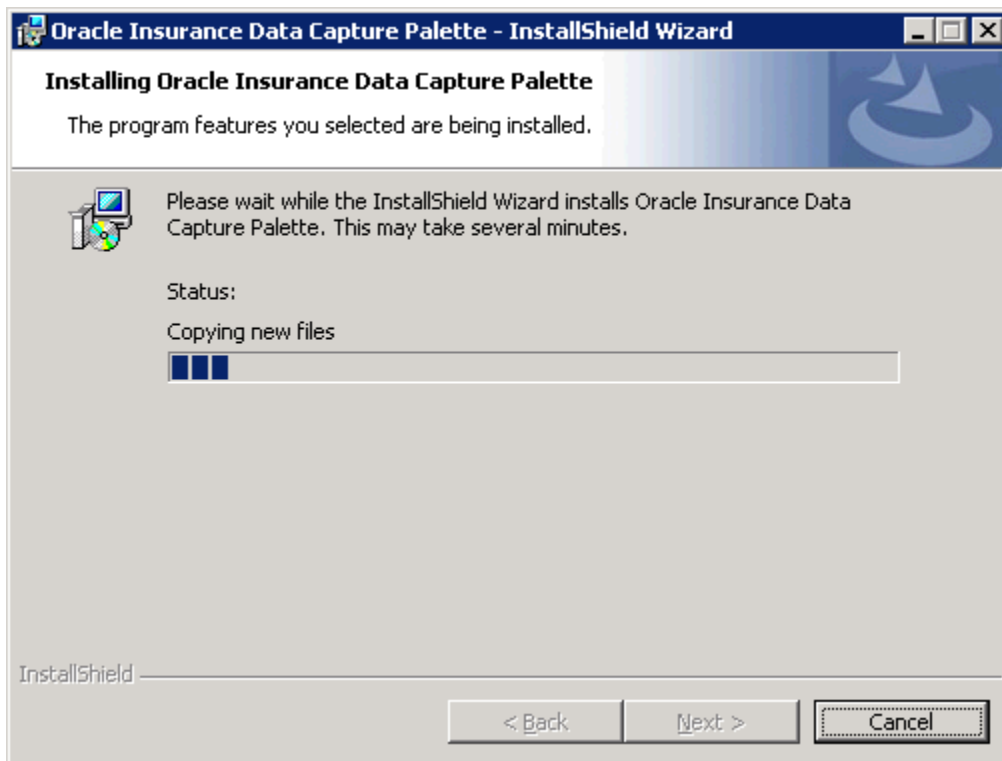 Oracle Insurance Data Capture Palette - InstallShield Wizard
Installing Oracle Insurance Data Capture Palette
The program features you selected are being installed.
Please wait while the InstallShield Wizard installs Oracle Insurance Data
Capture Palette. This may take several minutes.
Status:
Copying new files
InstallShield
< Back
Next >
Cancel